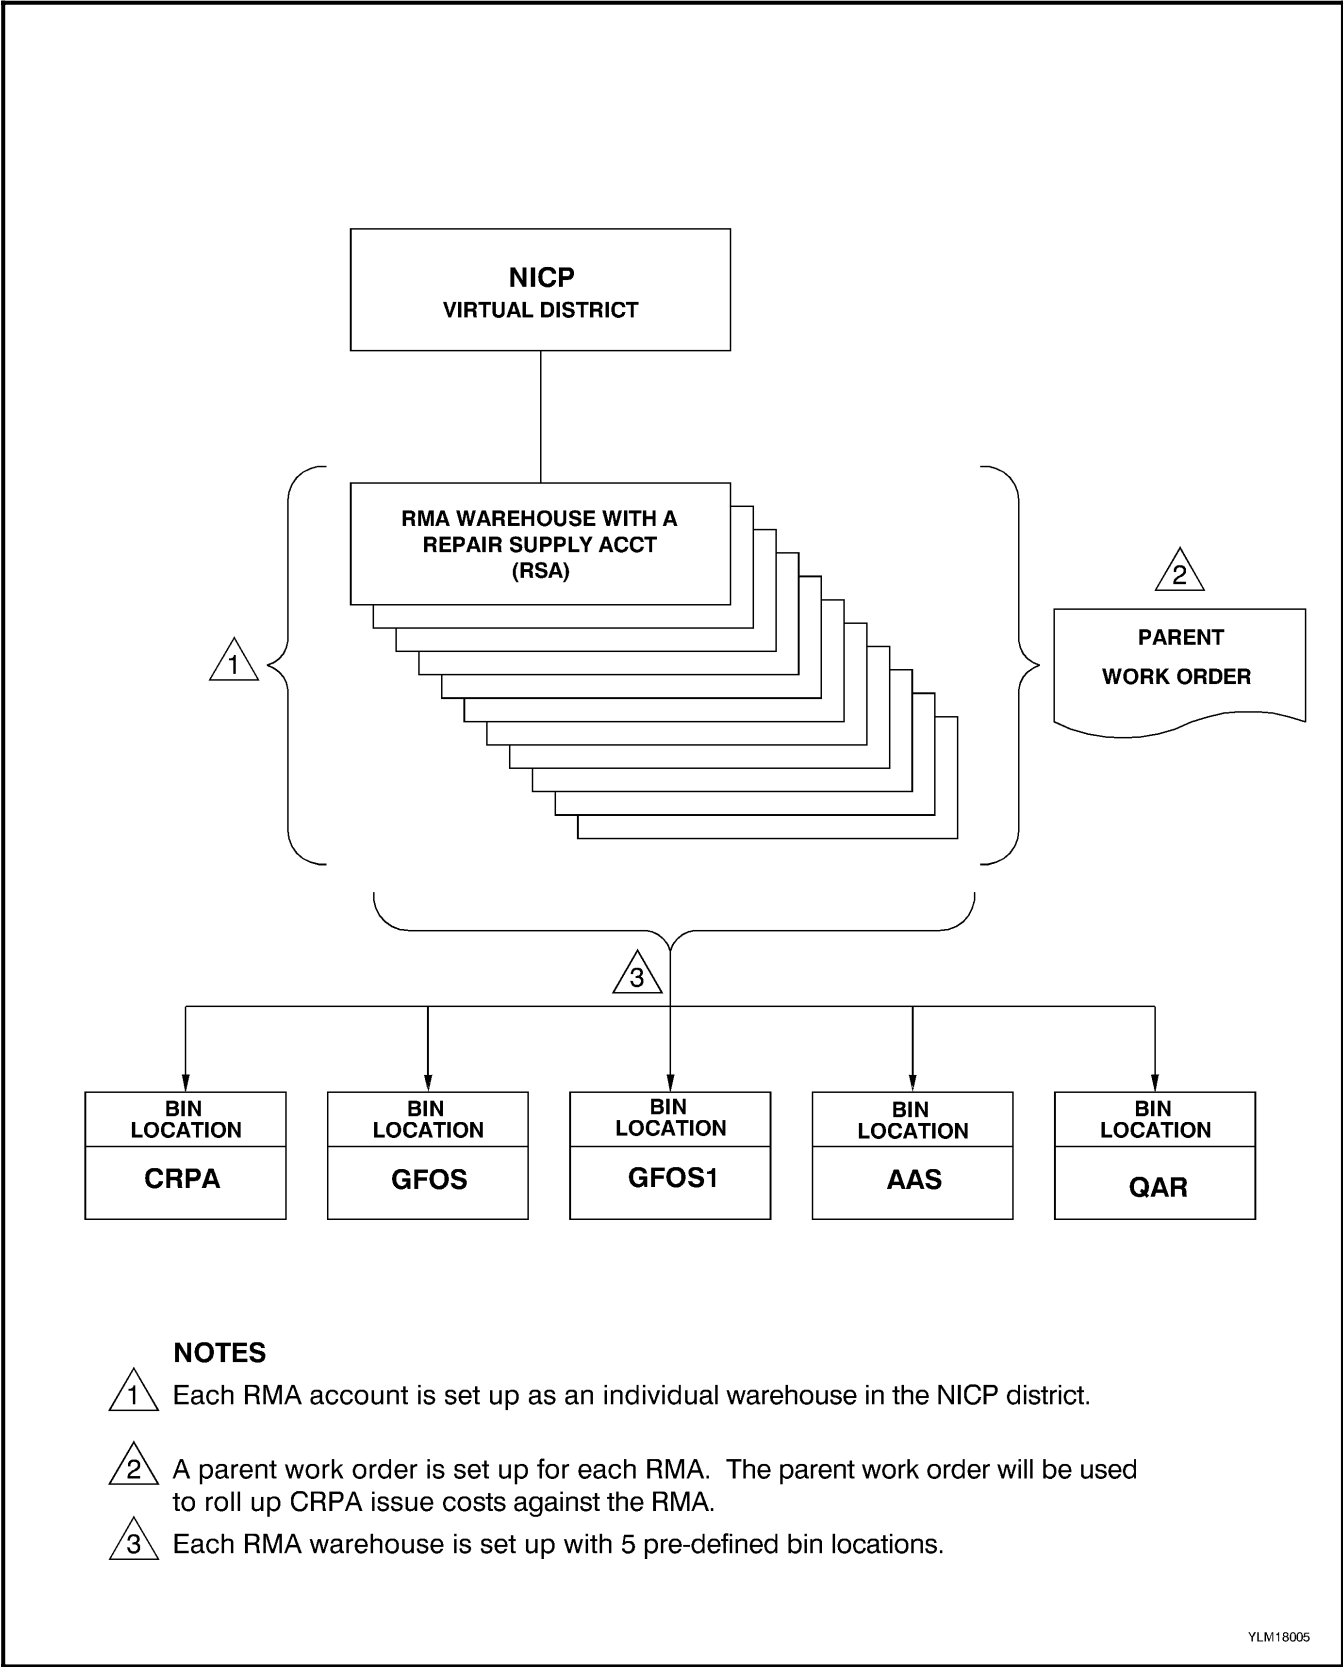 NICP
VIRTUAL DISTRICT
RMA WAREHOUSE WITH A
REPAIR SUPPLY ACCT
(RSA)
1
2
PARENT
WORK ORDER
3
BIN
LOCATION
CRPA
BIN
LOCATION
GFOS
BIN
LOCATION
GFOS1
BIN
LOCATION
AAS
BIN
LOCATION
QAR
NOTES
1 Each RMA account is set up as an individual warehouse in the NICP district.
2 A parent work order is set up for each RMA.  The parent work order will be used
to roll up CRPA issue costs against the RMA.
3 Each RMA warehouse is set up with 5 pre-defined bin locations.
YLM18005